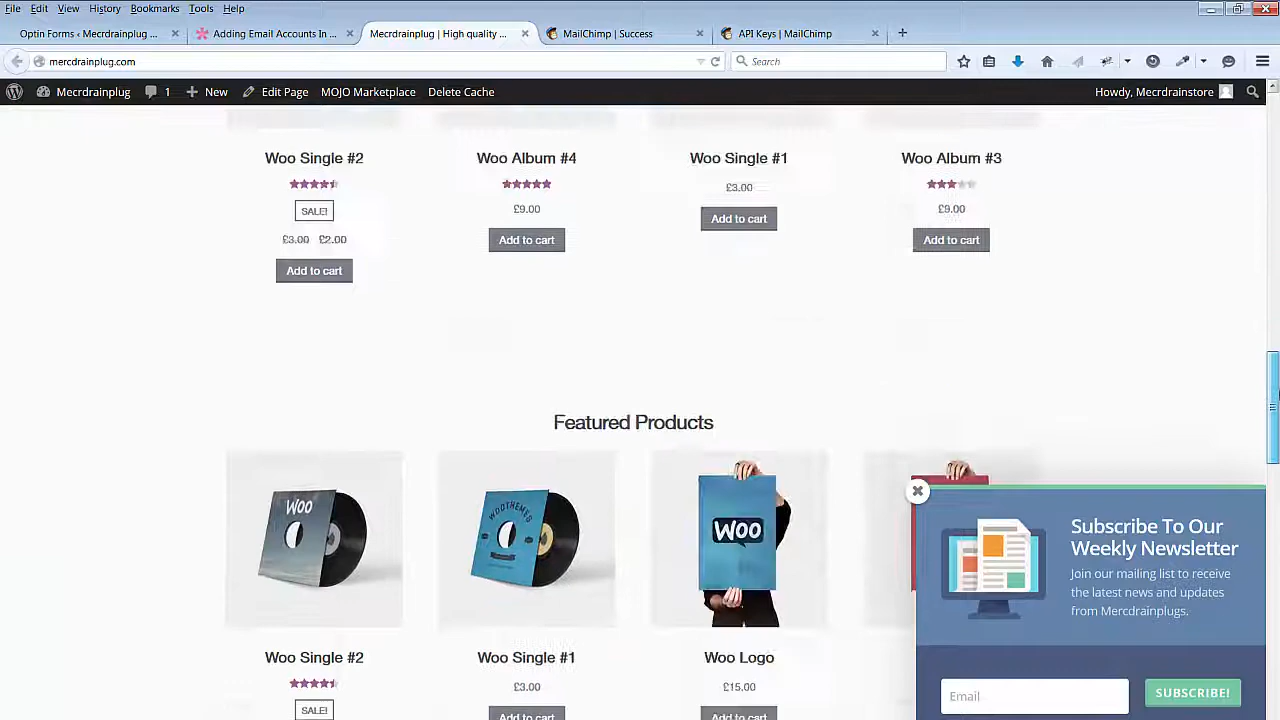 File Edit View History Bookmarks Tools Help
Optin Forms ‹ Mecrdrainplug ... Adding Email Accounts In ... Mecrdrainplug | High quality ... MailChimp | Success API Keys | MailChimp
mercdrainplug.com Search
Mecrdrainplug 1 New Edit Page MOJO Marketplace Delete Cache Howdy, Mecrdrainstore
Woo Single #2 Woo Album #4 Woo Single #1 Woo Album #3
£3.00
SALE! £9.00 £9.00
Add to cart
£3.00 £2.00 Add to cart Add to cart
Add to cart
Featured Products
WOO WOOTHEMES WOO
Subscribe To Our
Weekly Newsletter
Join our mailing list to receive
the latest news and updates
from Mercdrainplugs.
Woo Single #2 Woo Single #1 Woo Logo
£3.00 £15.00
Email SUBSCRIBE!
SALE! Add to cart Add to cart